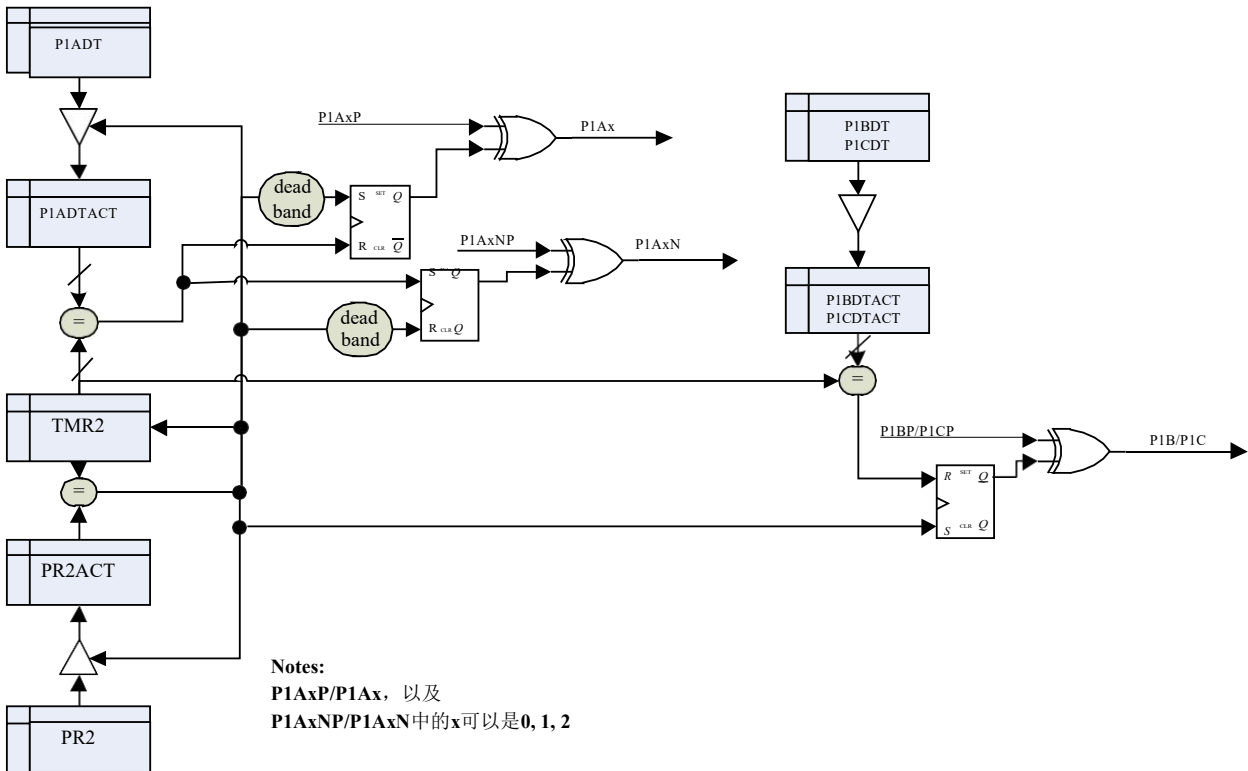 P1ADT
P1ADTACT
=
TMR2
=
PR2ACT
PR2
P1AxP
P1Ax
dead
band
S SET Q
R CLR Q
P1AxNP
P1AxN
S Q
dead
band
R CLR Q
P1BDT
P1CDT
P1BDTACT
P1CDTACT
=
P1BP/P1CP
P1B/P1C
R SET Q
S CLR Q
Notes:
P1AxP/P1Ax，以及
P1AxNP/P1AxN中的x可以是0, 1, 2